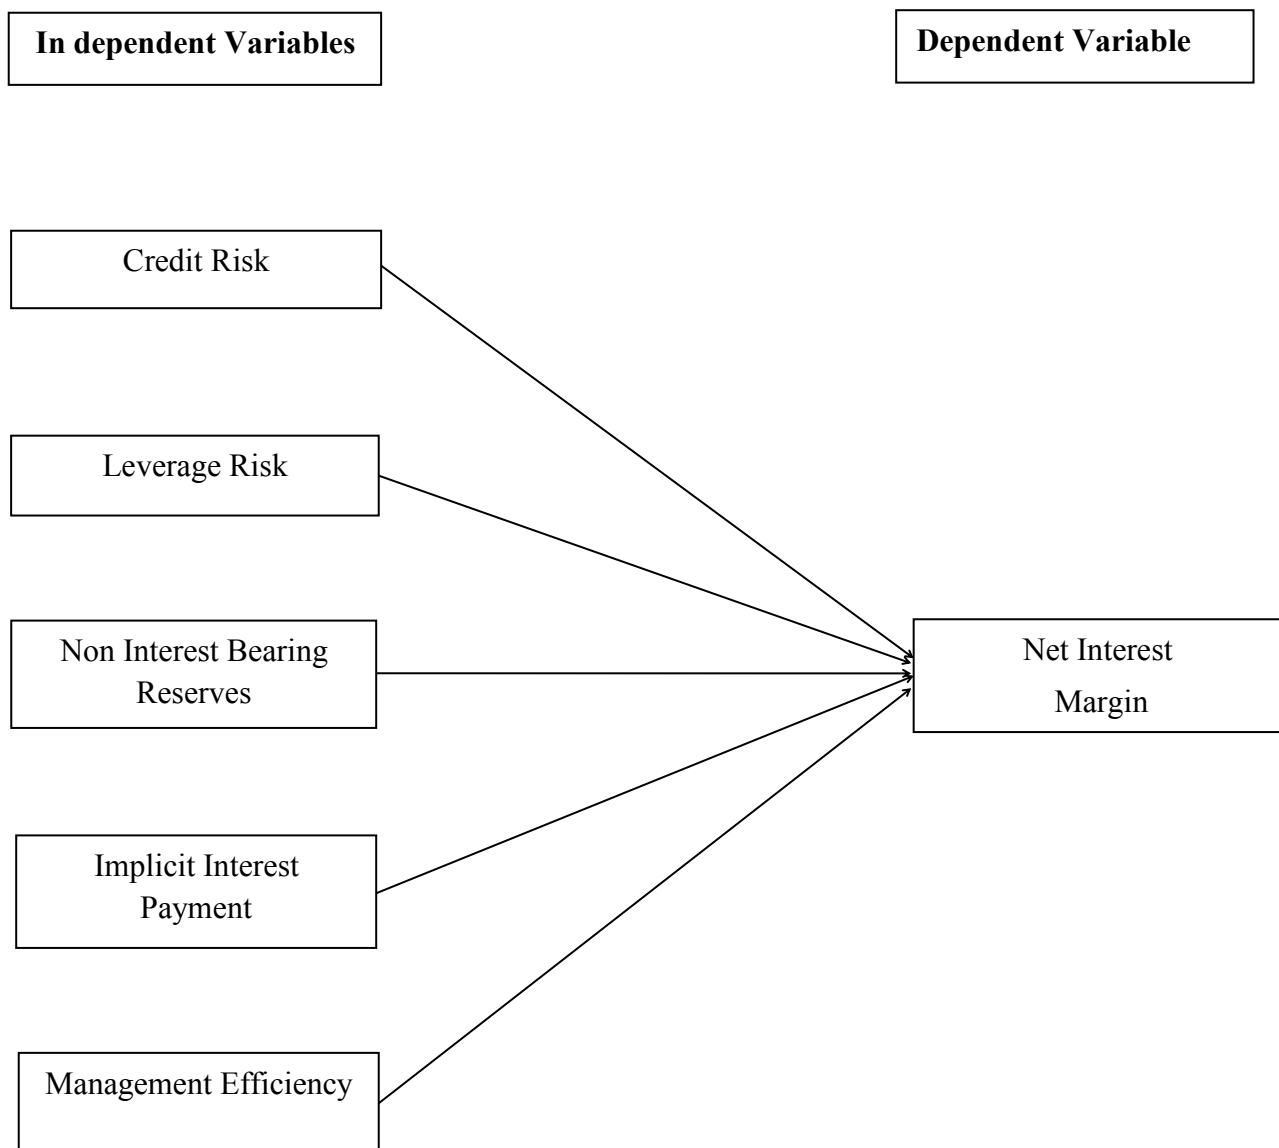 In dependent Variables
Dependent Variable
Credit Risk
Leverage Risk
Non Interest Bearing
Reserves
Net Interest
Margin
Implicit Interest
Payment
Management Efficiency